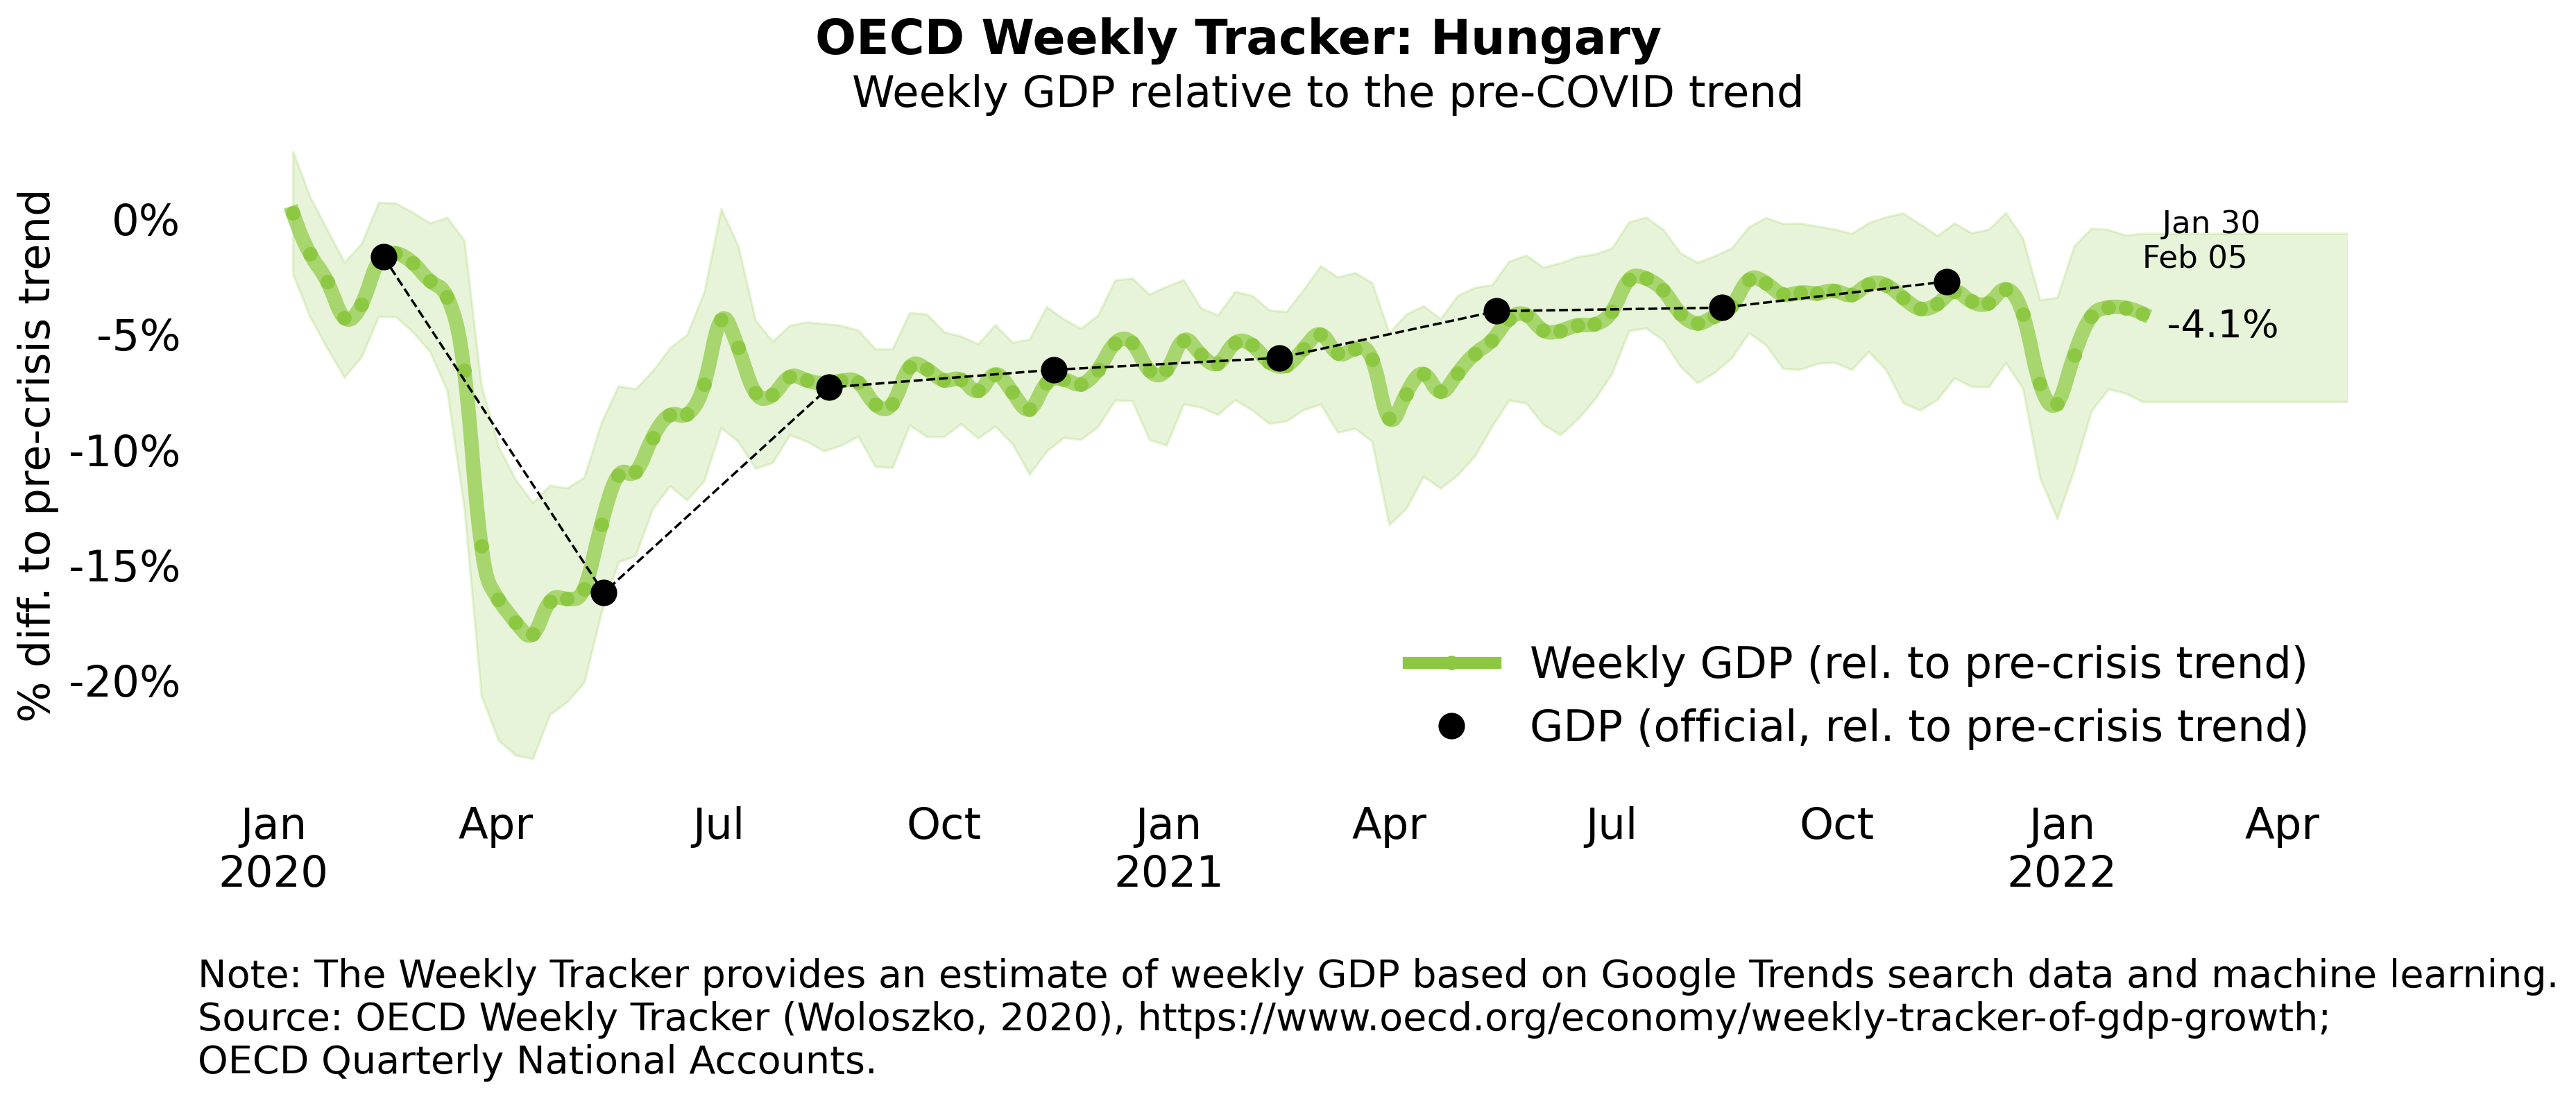 OECD Weekly Tracker: Hungary
Weekly GDP relative to the pre-COVID trend
% diff. to pre-crisis trend
0%
-5%
-10%
-15%
-20%
Jan 30
Feb 05
-4.1%
Weekly GDP (rel. to pre-crisis trend)
GDP (official, rel. to pre-crisis trend)
Jan Apr Jul Oct Jan Apr Jul Oct Jan Apr
2020 2021 2022
Note: The Weekly Tracker provides an estimate of weekly GDP based on Google Trends search data and machine learning.
Source: OECD Weekly Tracker (Woloszko, 2020), https://www.oecd.org/economy/weekly-tracker-of-gdp-growth;
OECD Quarterly National Accounts.